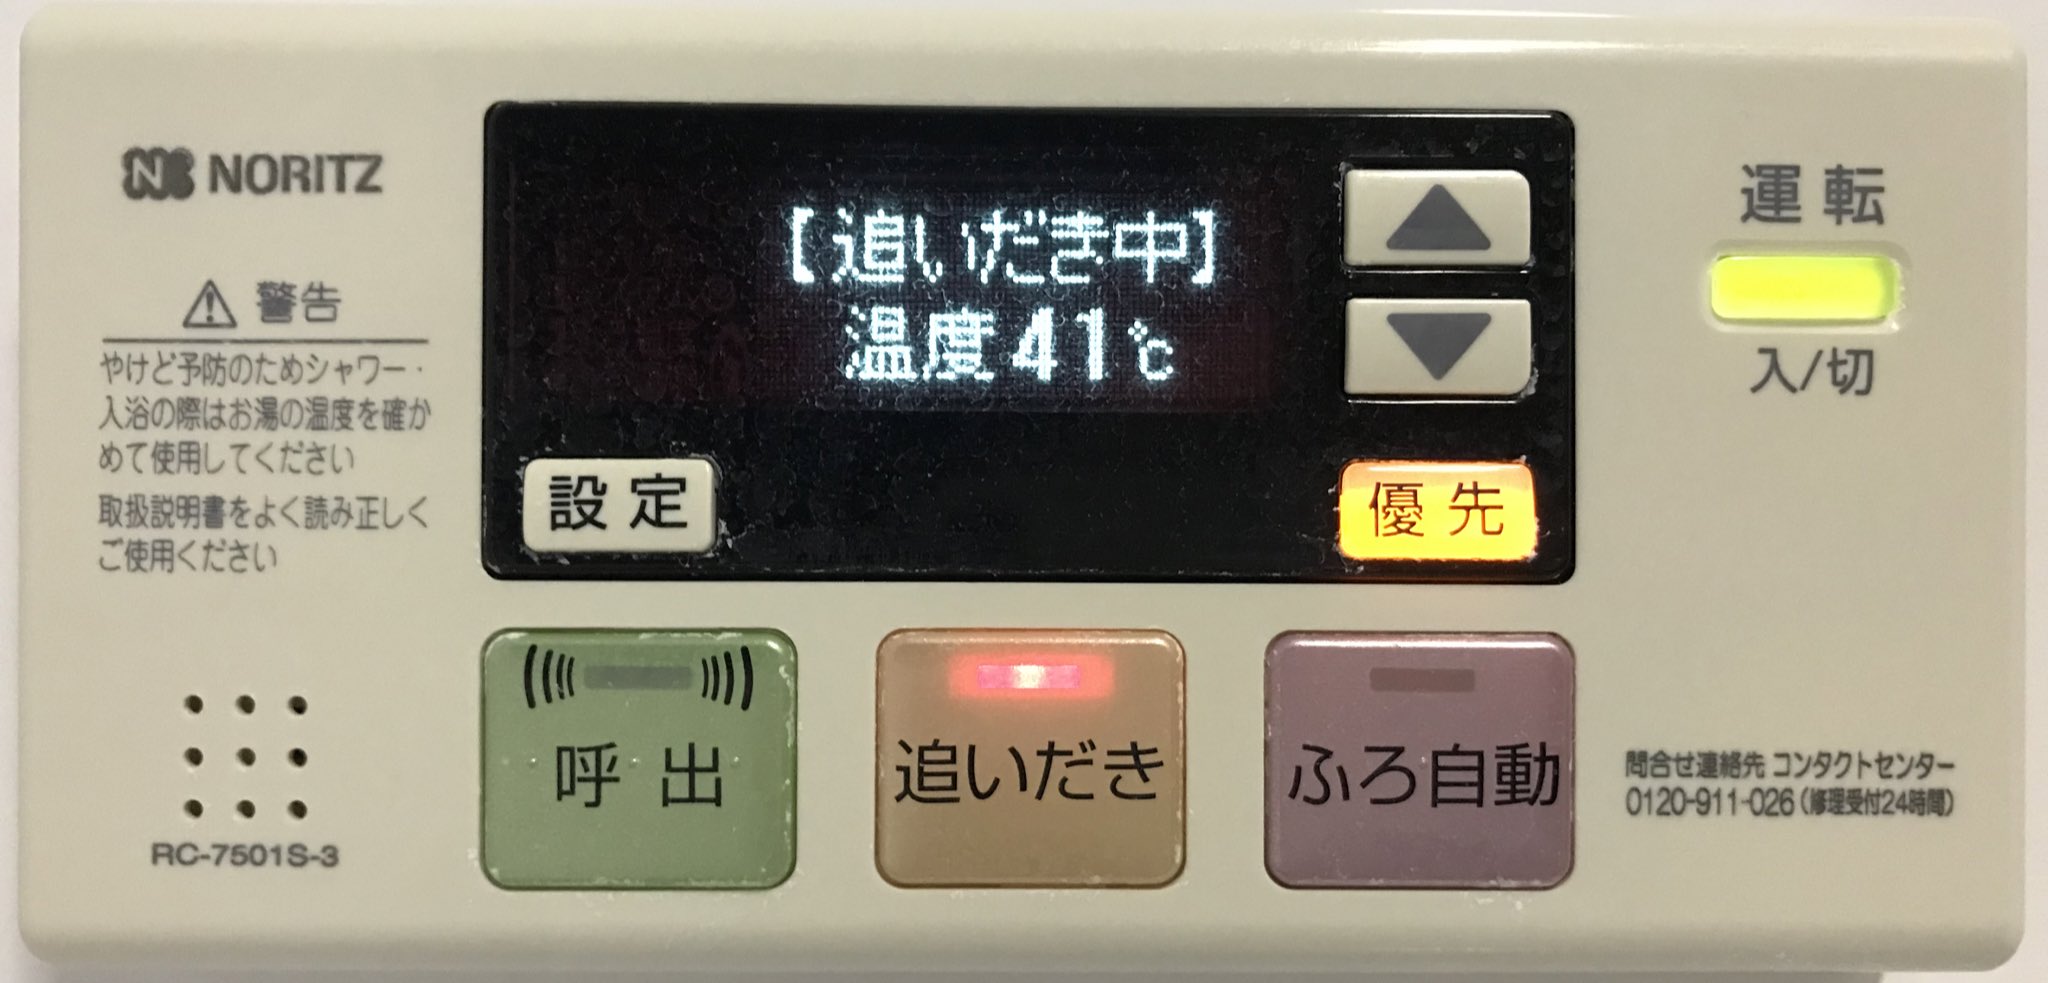 NORITZ
警告
やけど予防のためシャワー・
入浴の際はお湯の温度を確か
めて使用してください
取扱説明書をよく読み正しく
ご使用ください
RC-7501S-3
【追いだき中】
温度41℃
設定
優先
呼出
追いだき
ふろ自動
運転
入/切
問合せ連絡先 コンタクトセンター
0120-911-026(修理受付24時間)